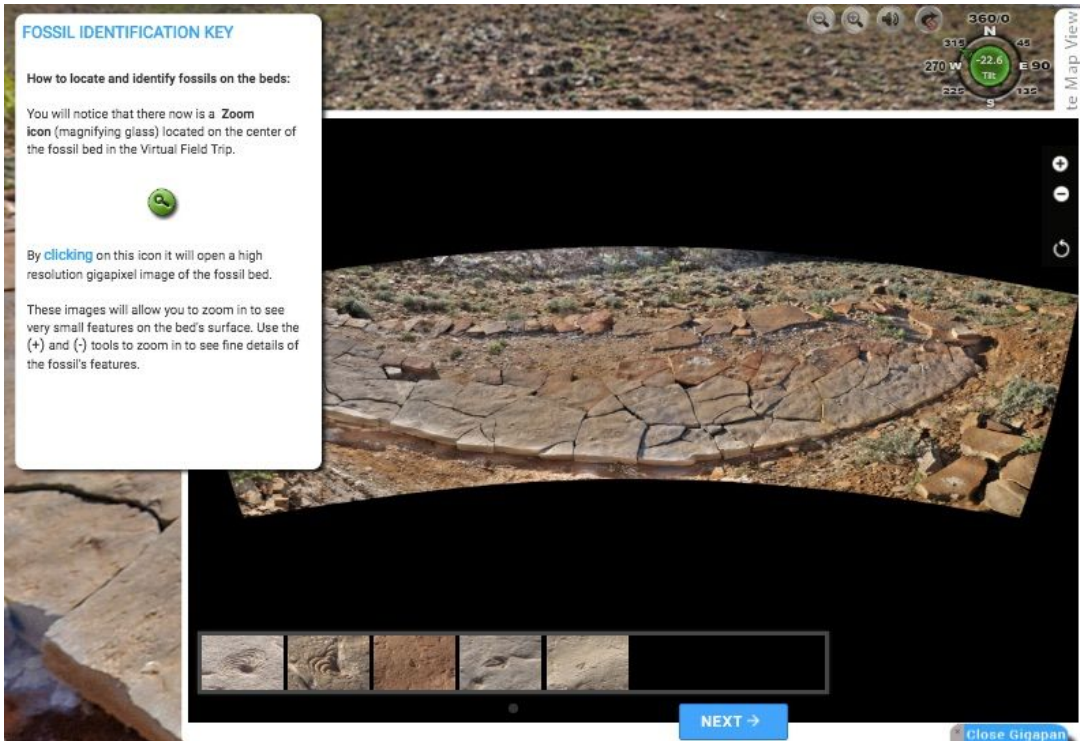 FOSSIL IDENTIFICATION KEY
How to locate and identify fossils on the beds:
You will notice that there now is a Zoom
icon (magnifying glass) located on the center of
the fossil bed in the Virtual Field Trip.
By clicking on this icon it will open a high
resolution gigapixel image of the fossil bed.
These images will allow you to zoom in to see
very small features on the bed's surface. Use the
(+) and (-) tools to zoom in to see fine details of
the fossil's features.
360/0
N
315 45
270 W -22.6 E 90
Tilt
225 135
S
te Map View
NEXT →
Close Gigapan